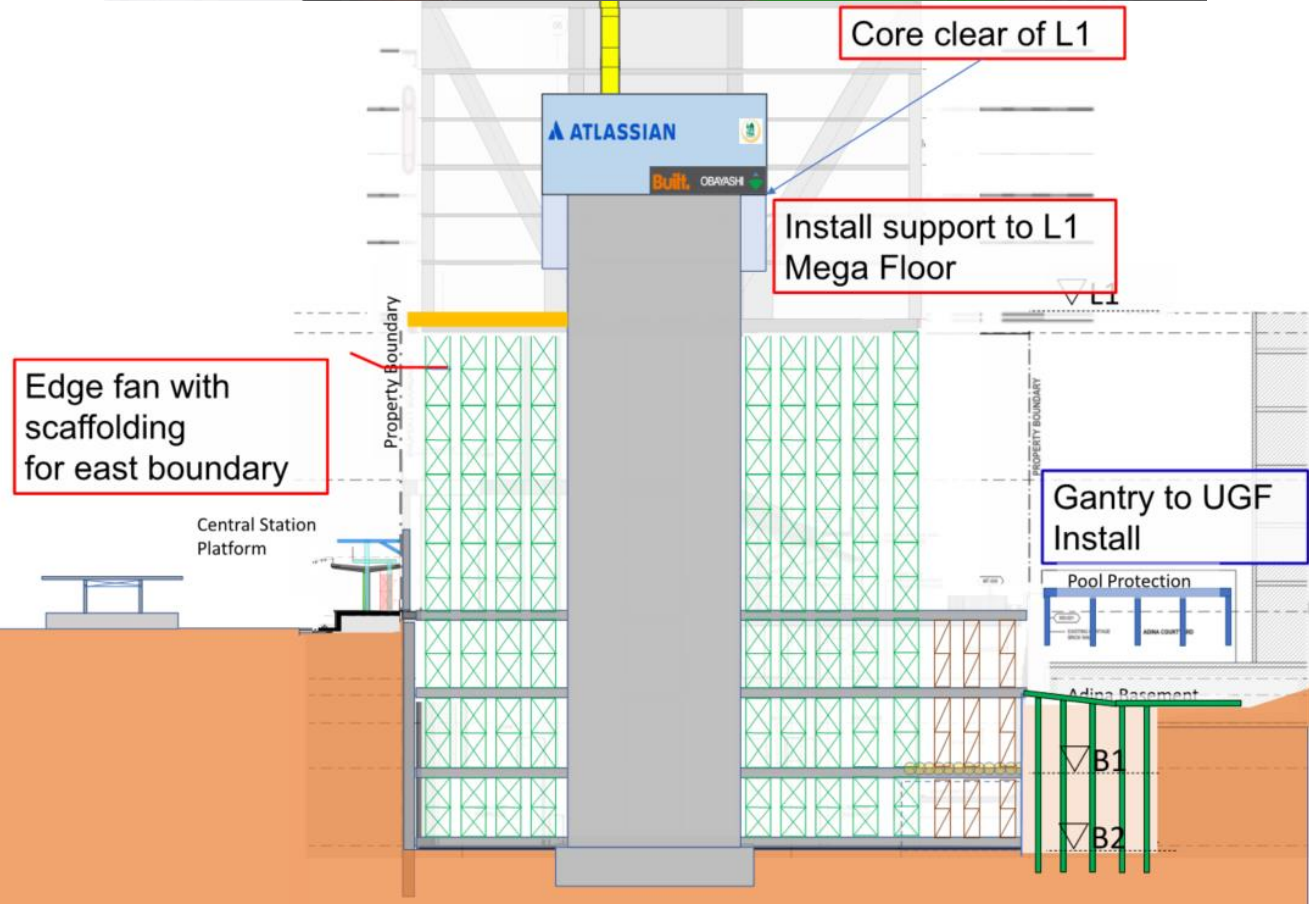 Core clear of L1
ATLASSIAN
Built. OBAYASHI
Install support to L1
Mega Floor
L1
Property Boundary
Edge fan with
scaffolding
for east boundary
PROPERTY BOUNDARY
Central Station
Platform
Gantry to UGF
Install
Pool Protection
Adina Basement
B1
B2